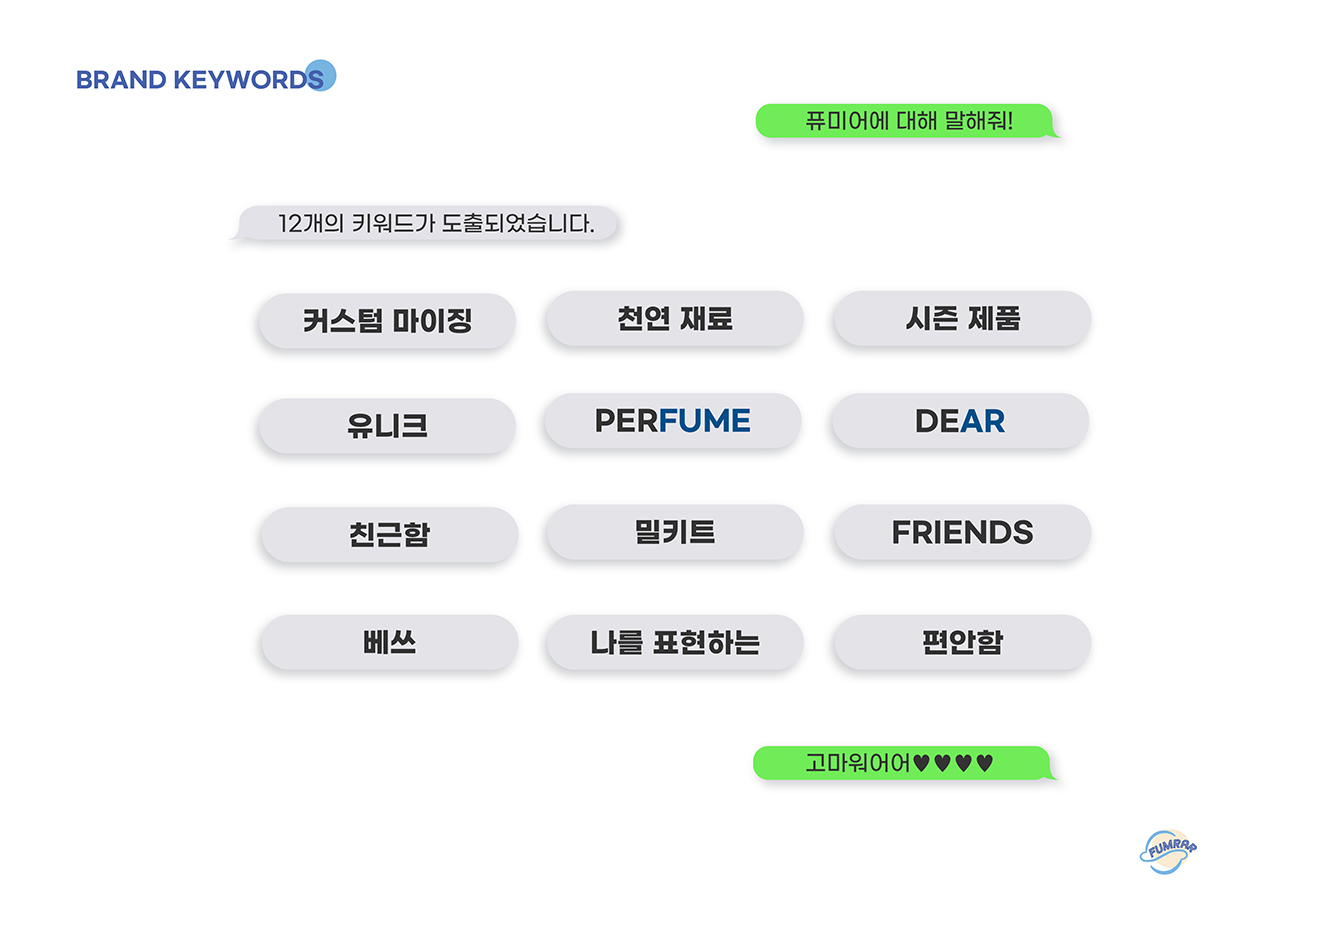 BRAND KEYWORDS
퓨미어에 대해 말해줘!
12개의 키워드가 도출되었습니다.
커스텀 마이징
천연 재료
시즌 제품
유니크
PERFUME
DEAR
친근함
밀키트
FRIENDS
베쓰
나를 표현하는
편안함
고마워어어♥♥♥♥
FUMRAR